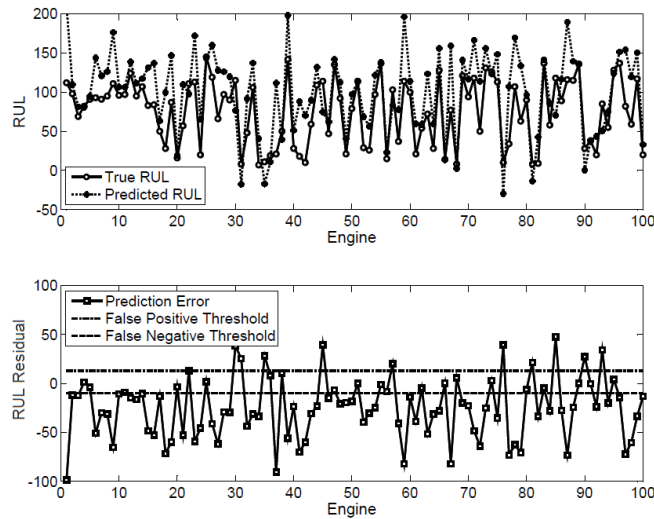 200
150
100
50
0
-50
RUL
True RUL
Predicted RUL
0 10 20 30 40 50 60 70 80 90 100
Engine
100
50
0
-50
-100
RUL Residual
Prediction Error
False Positive Threshold
False Negative Threshold
0 10 20 30 40 50 60 70 80 90 100
Engine